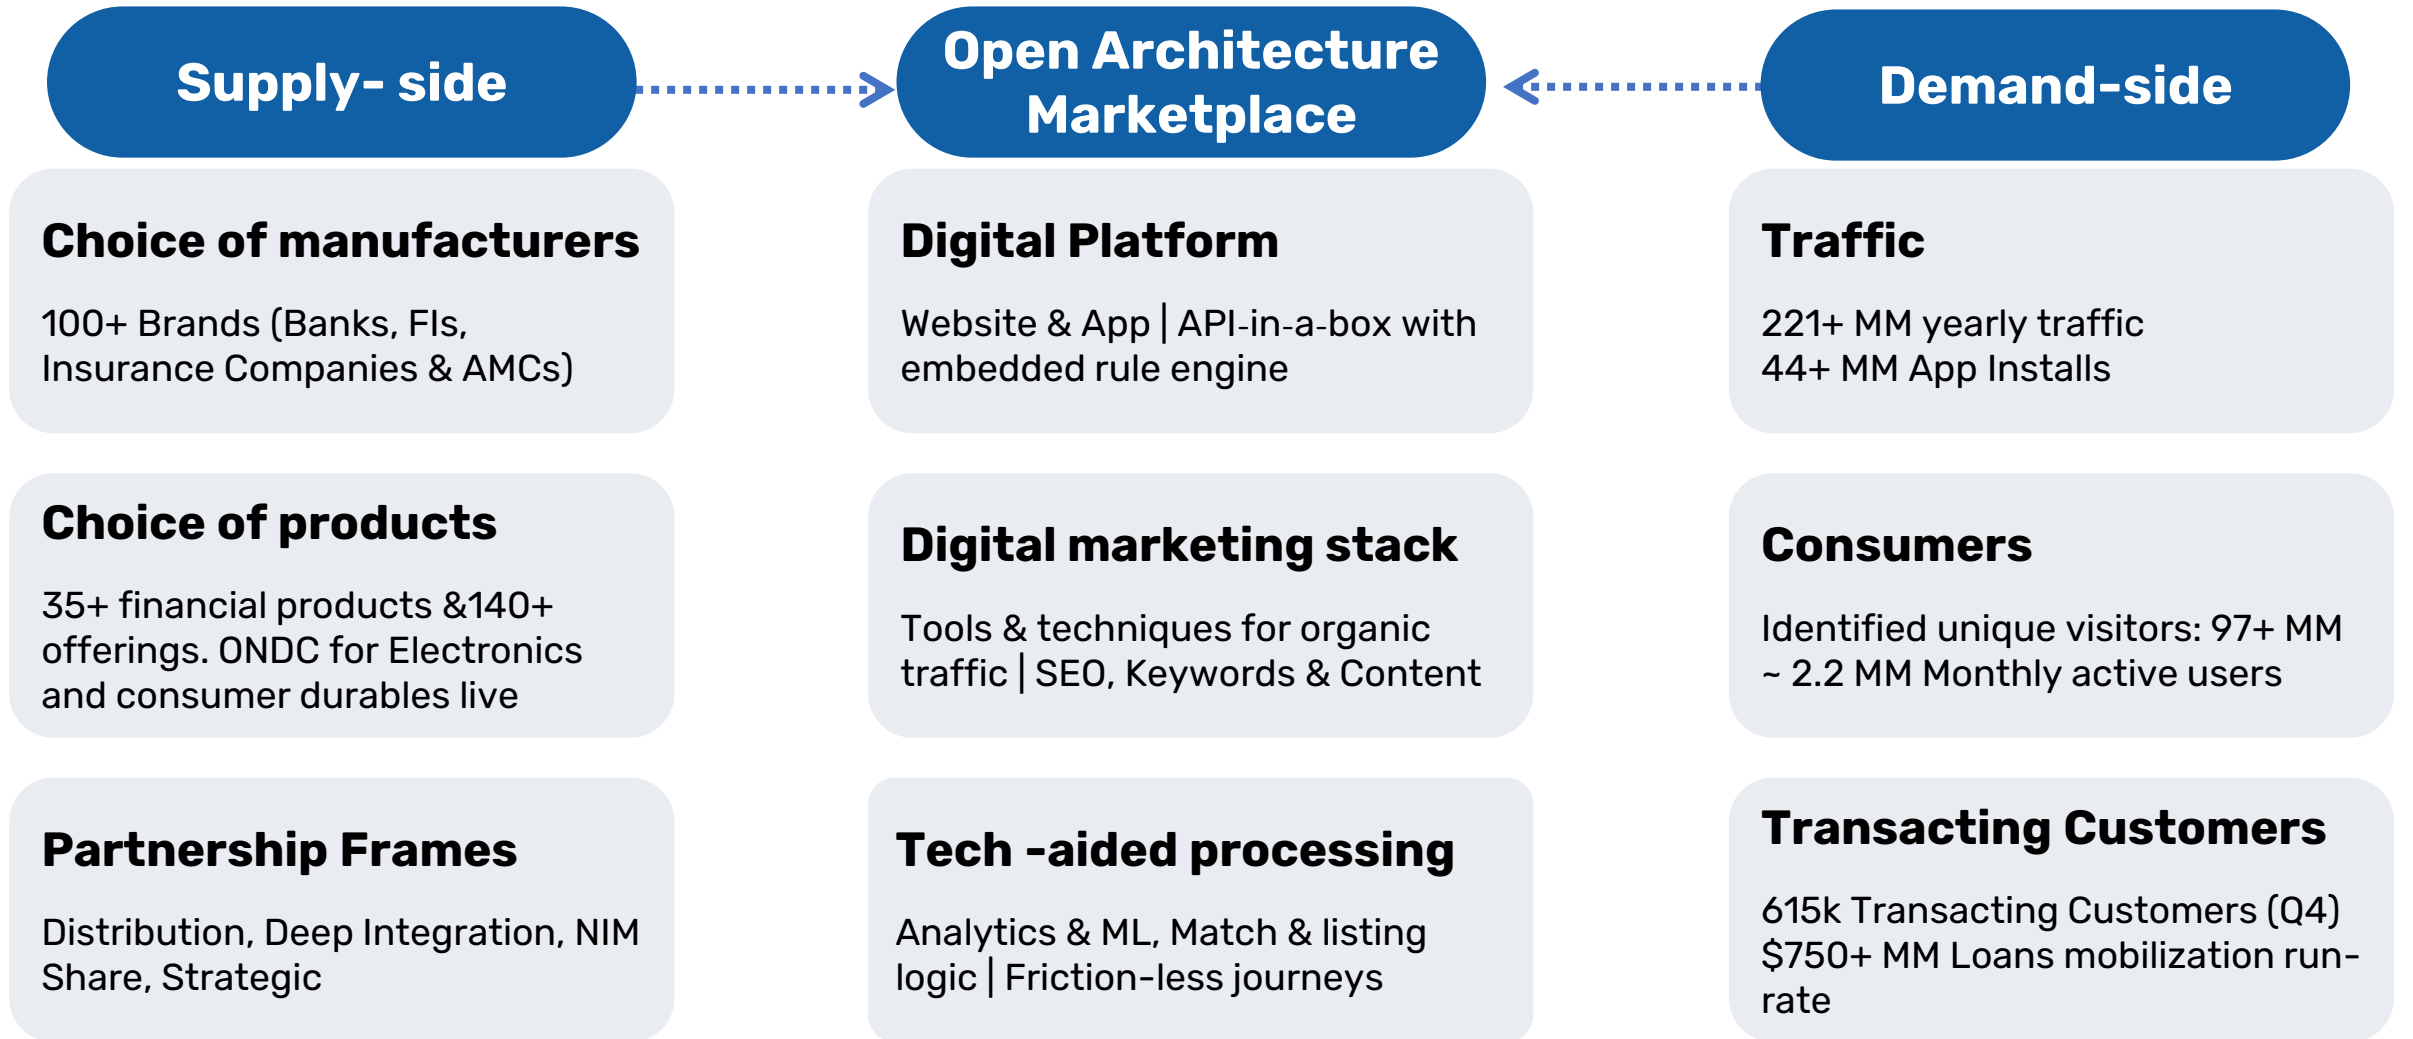 Supply- side
Choice of manufacturers
100+ Brands (Banks, FIs,
Insurance Companies & AMCs)
Choice of products
35+ financial products &140+
offerings. ONDC for Electronics
and consumer durables live
Partnership Frames
Distribution, Deep Integration, NIM
Share, Strategic
Open Architecture
Marketplace
Digital Platform
Website & App | API-in-a-box with
embedded rule engine
Digital marketing stack
Tools & techniques for organic
traffic | SEO, Keywords & Content
Tech -aided processing
Analytics & ML, Match & listing
logic | Friction-less journeys
Demand-side
Traffic
221+ MM yearly traffic
44+ MM App Installs
Consumers
Identified unique visitors: 97+ MM
~ 2.2 MM Monthly active users
Transacting Customers
615k Transacting Customers (Q4)
$750+ MM Loans mobilization run-
rate